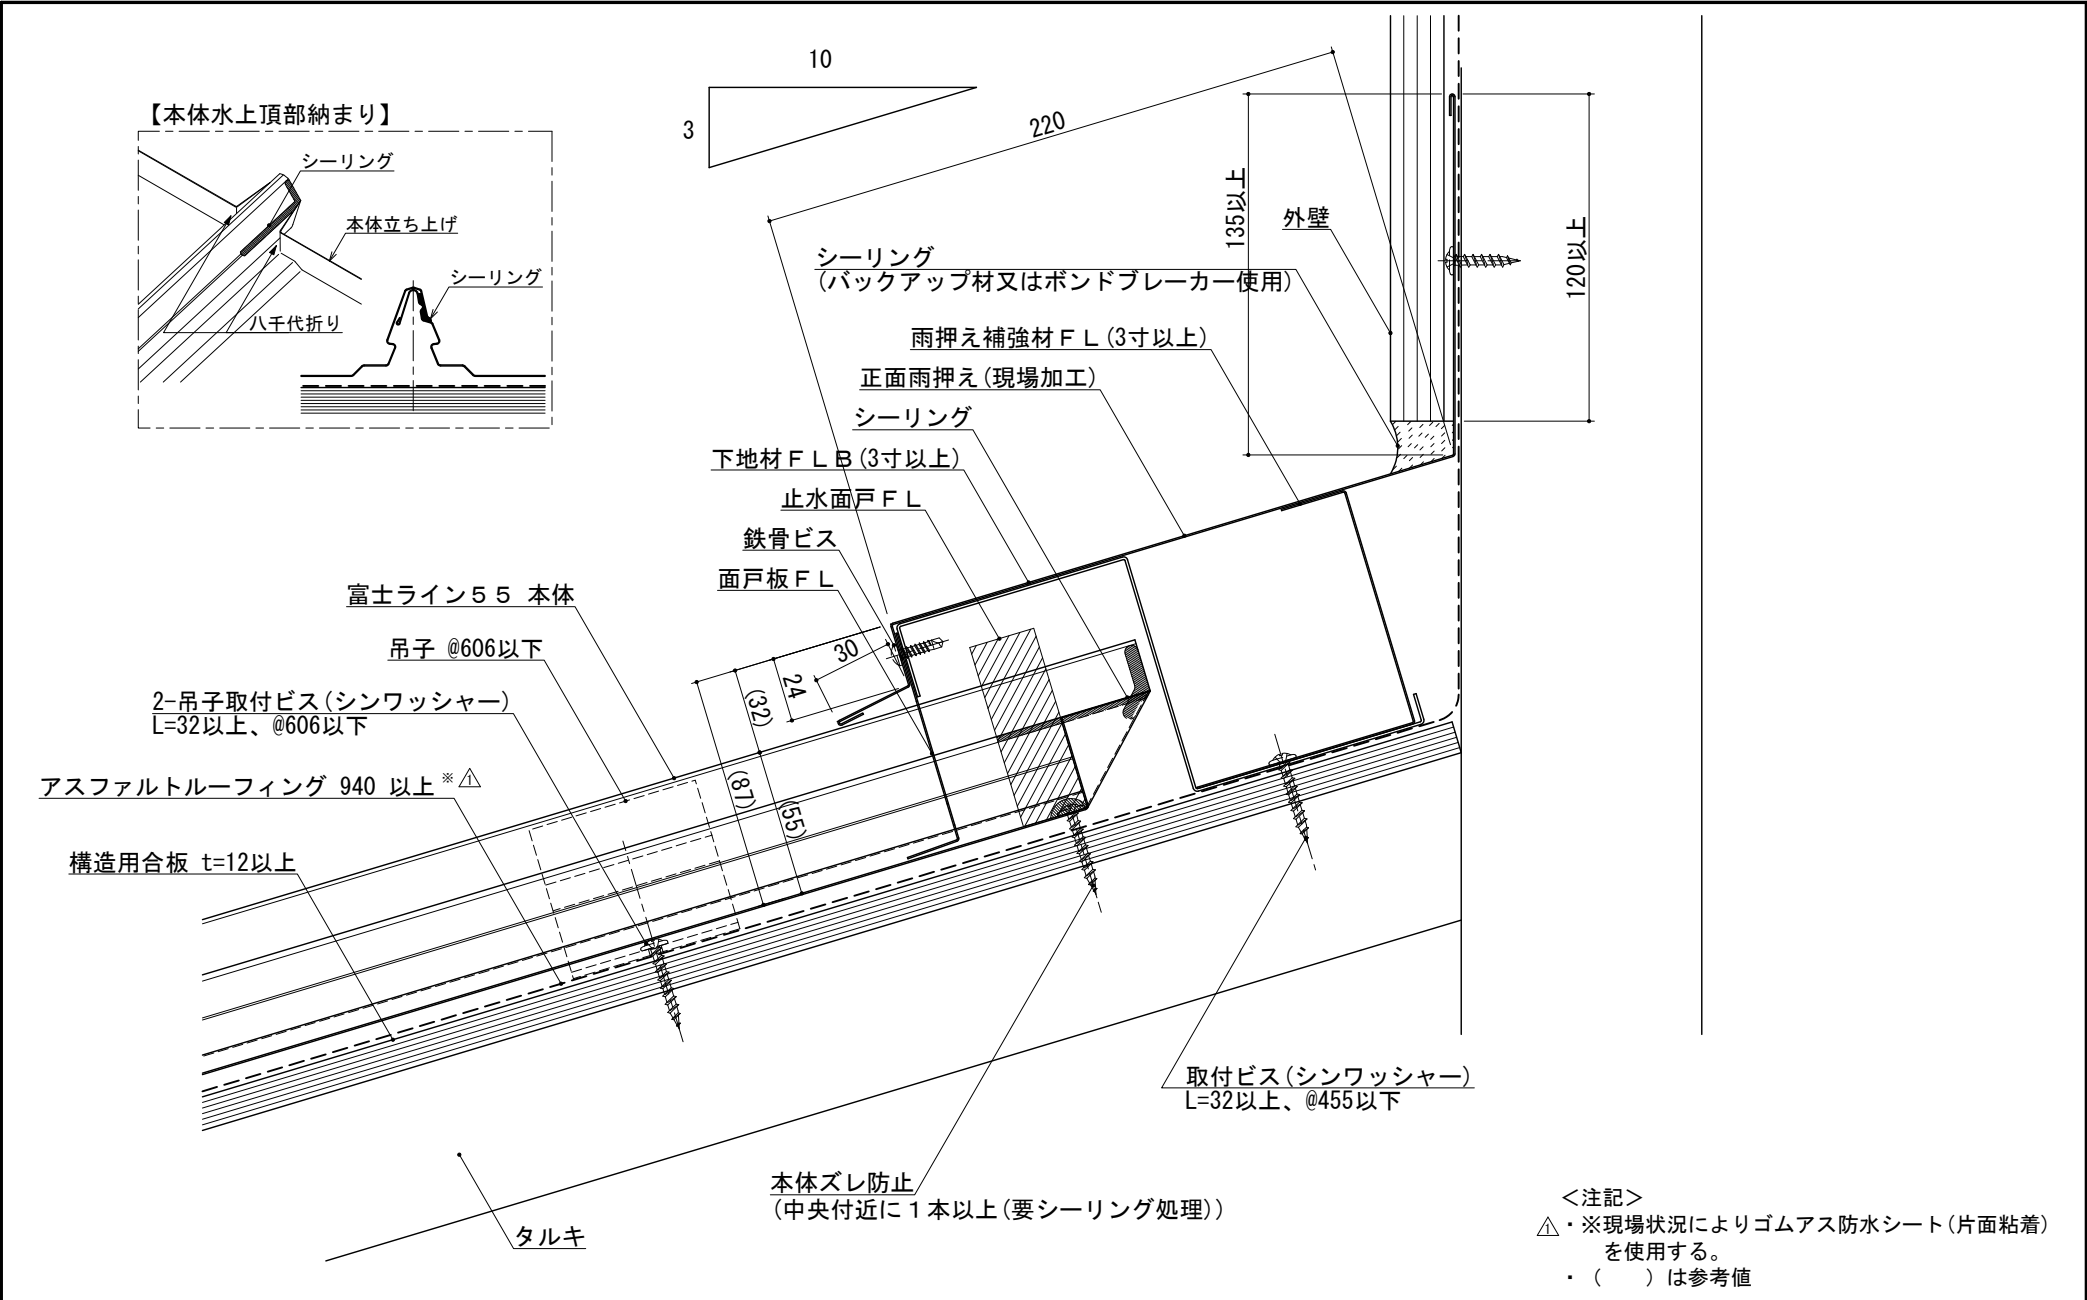 10
3
【本体水上頂部納まり】
シーリング
本体立ち上げ
シーリング
八千代折り
220
135以上
120以上
外壁
シーリング
(バックアップ材又はボンドブレーカー使用)
雨押え補強材ＦＬ(3寸以上)
正面雨押え(現場加工)
シーリング
下地材ＦＬＢ(3寸以上)
止水面戸ＦＬ
鉄骨ビス
面戸板ＦＬ
富士ライン５５ 本体
吊子 @606以下
2-吊子取付ビス(シンワッシャー)
L=32以上、@606以下
アスファルトルーフィング 940 以上※ 1
構造用合板 t=12以上
30
24
(32)
(87)
(55)
取付ビス(シンワッシャー)
L=32以上、@455以下
本体ズレ防止
(中央付近に１本以上(要シーリング処理))
タルキ
＜注記＞
1・※現場状況によりゴムアス防水シート(片面粘着)
を使用する。
・（　　）は参考値